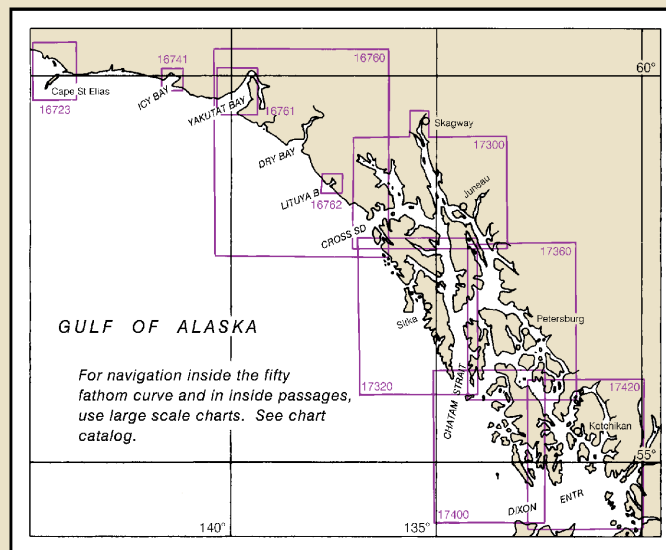 16741
16760
60°
Cape St Elias
ICY BAY
16723
YAKUTAT BAY
16761
Skagway
17300
DRY BAY
LITUYA B
16762
Juneau
CROSS SD
17360
GULF OF ALASKA
Sitka
Petersburg
For navigation inside the fifty
fathom curve and in inside passages,
use large scale charts. See chart
catalog.
17320
CHATAM STRAIT
17420
Ketchikan
55°
DIXON ENTR
17400
140°
135°